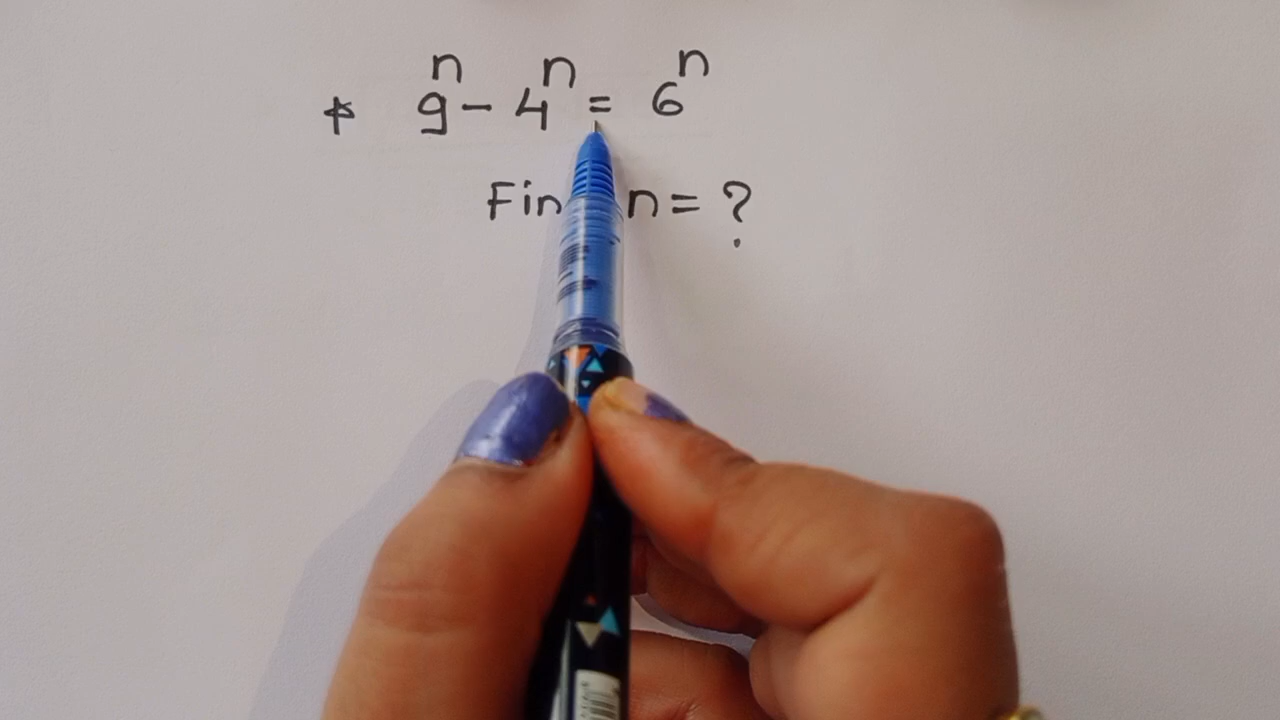 * 9ⁿ - 4ⁿ = 6ⁿ
Fin n = ?